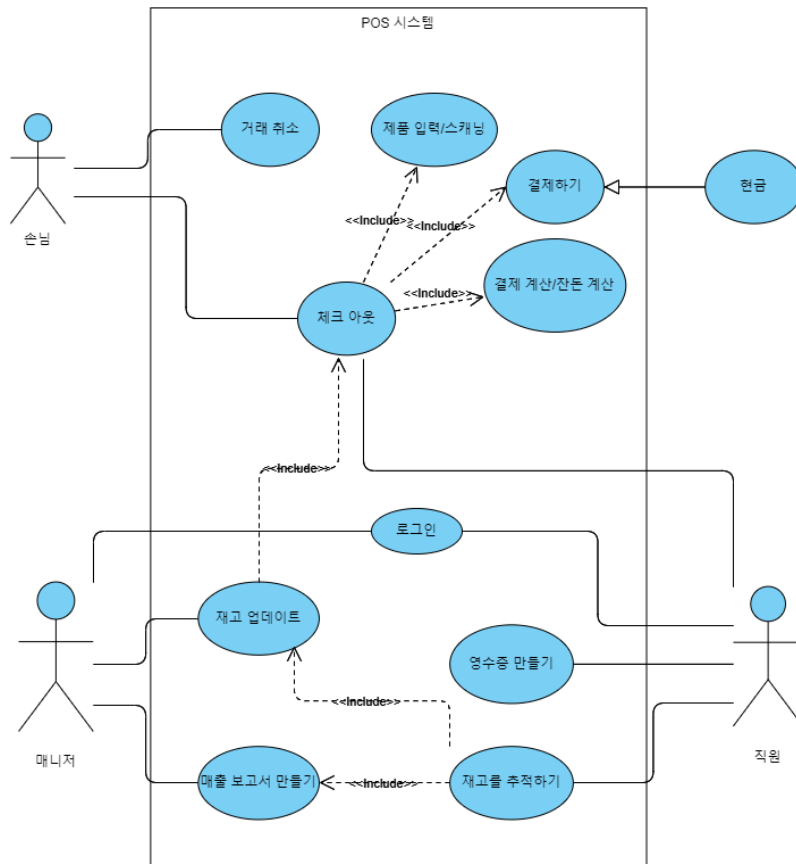 POS 시스템
거래 취소
제품 입력/스캐닝
결제하기
현금
손님
<<Include>>
<<Include>>
결제 계산/잔돈 계산
<<Include>>
체크 아웃
<<Include>>
로그인
재고 업데이트
영수증 만들기
<<Include>>
매니저
직원
매출 보고서 만들기
<<Include>>
재고를 추적하기